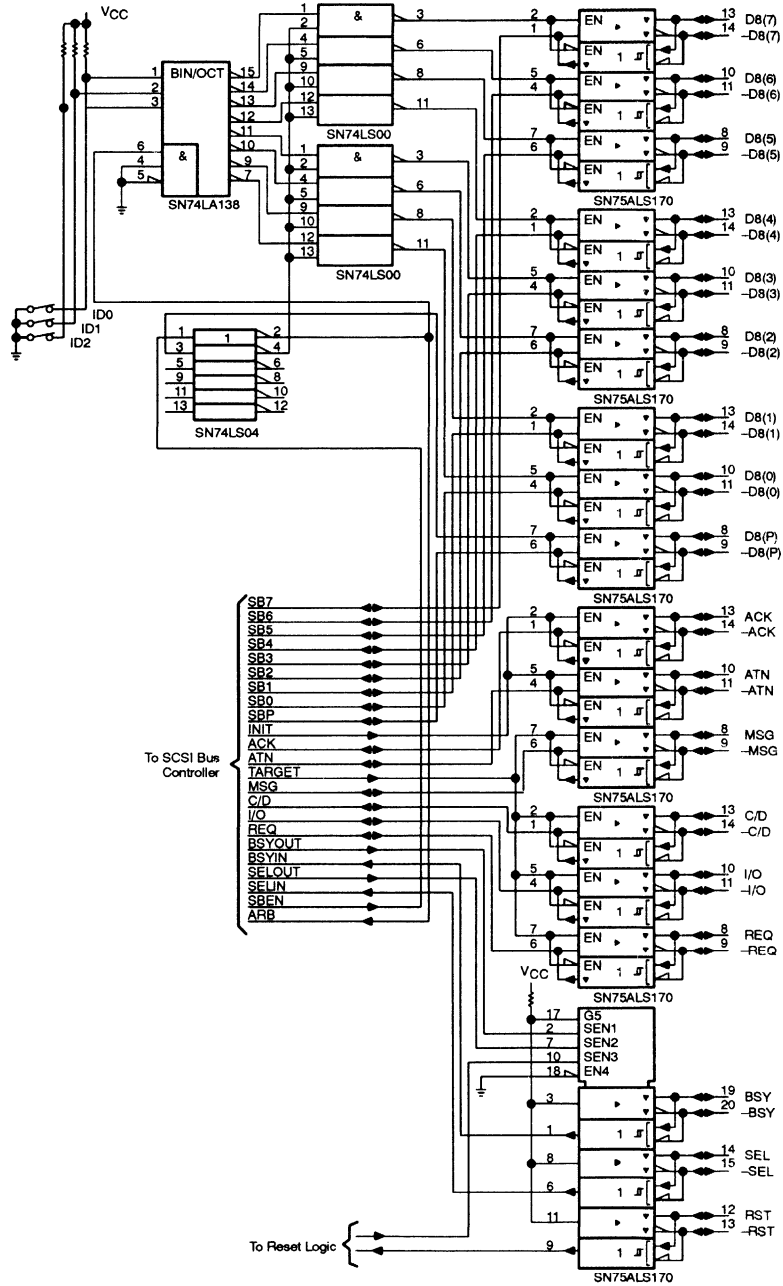 VCC
1
2
3
6
4
5
BIN/OCT
&
15
14
13
12
11
10
9
7
SN74LA138
1
2
4
5
9
10
12
13
&
3
6
8
11
SN74LS00
1
2
4
5
9
10
12
13
&
3
6
8
11
SN74LS00
ID0
ID1
ID2
1
3
5
9
11
13
1
2
4
6
8
10
12
SN74LS04
2 EN 13 D8(7)
1 EN 1 14 –D8(7)
5 EN 10 D8(6)
4 EN 1 11 –D8(6)
7 EN 8 D8(5)
6 EN 1 9 –D8(5)
SN75ALS170
2 EN 13 D8(4)
1 EN 1 14 –D8(4)
5 EN 10 D8(3)
4 EN 1 11 –D8(3)
7 EN 8 D8(2)
6 EN 1 9 –D8(2)
SN75ALS170
2 EN 13 D8(1)
1 EN 1 14 –D8(1)
5 EN 10 D8(0)
4 EN 1 11 –D8(0)
7 EN 8 D8(P)
6 EN 1 9 –D8(P)
SN75ALS170
To SCSI Bus
Controller
SB7
SB6
SB5
SB4
SB3
SB2
SB1
SB0
SBP
INIT
ACK
ATN
TARGET
MSG
C/D
I/O
REQ
BSYOUT
BSYIN
SELOUT
SELIN
SBEN
ARB
2 EN 13 ACK
1 EN 1 14 –ACK
5 EN 10 ATN
4 EN 1 11 –ATN
7 EN 8 MSG
6 EN 1 9 –MSG
SN75ALS170
2 EN 13 C/D
1 EN 1 14 –C/D
5 EN 10 I/O
4 EN 1 11 –I/O
7 EN 8 REQ
6 EN 1 9 –REQ
SN75ALS170
VCC
17 G5
2 SEN1
7 SEN2
10 SEN3
18 EN4
3 19 BSY
20 –BSY
1 1
8 14 SEL
15 –SEL
6 1
11 12 RST
13 –RST
9 1
SN75ALS170
To Reset Logic